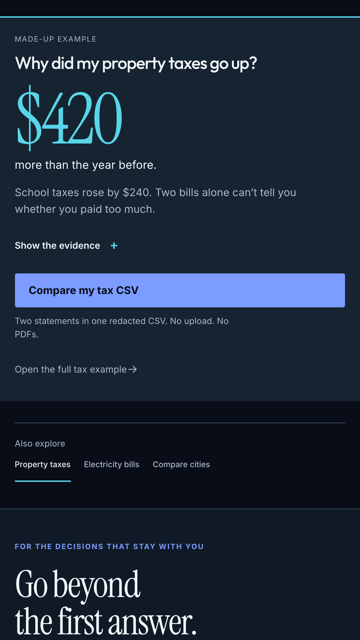 MADE-UP EXAMPLE
Why did my property taxes go up?
$420
more than the year before.
School taxes rose by $240. Two bills alone can't tell you
whether you paid too much.
Show the evidence +
Compare my tax CSV
Two statements in one redacted CSV. No upload. No
PDFs.
Open the full tax example→
Also explore
Property taxes Electricity bills Compare cities
FOR THE DECISIONS THAT STAY WITH YOU
Go beyond
the first answer.